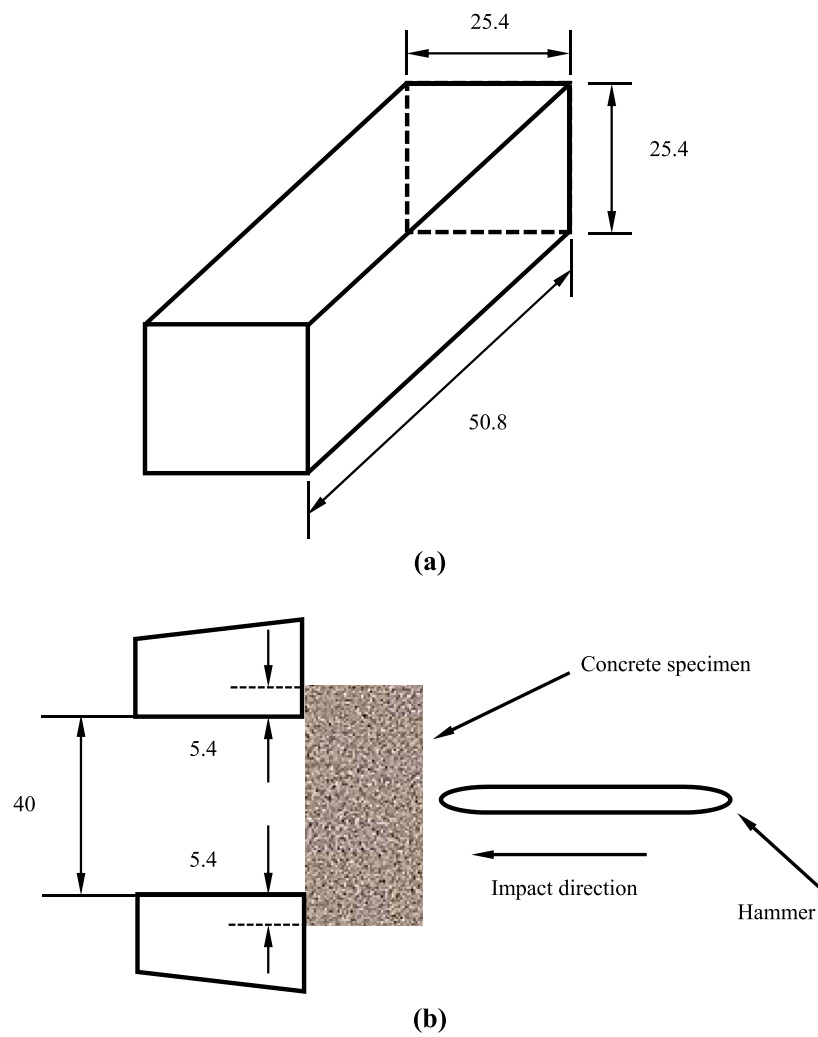 25.4
25.4
50.8
(a)
Concrete specimen
5.4
40
5.4
Impact direction
Hammer
(b)